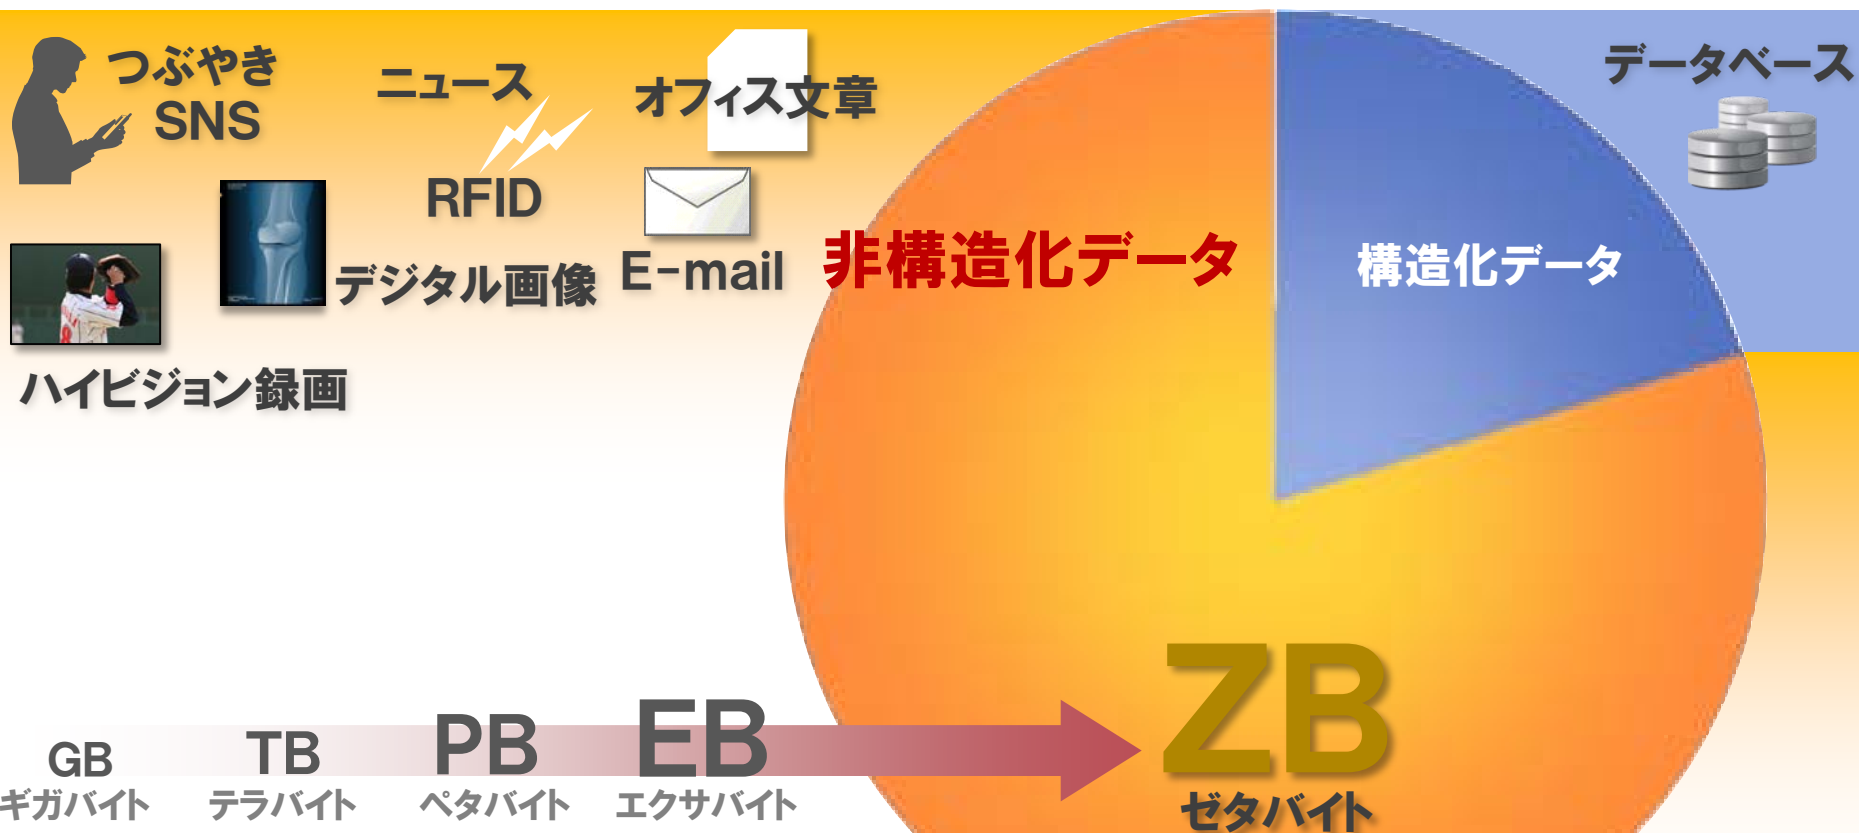 つぶやき
SNS
ニュース
オフィス文章
データベース
RFID
デジタル画像
E-mail
非構造化データ
構造化データ
ハイビジョン録画
GB
TB
PB
EB
ZB
ギガバイト
テラバイト
ペタバイト
エクサバイト
ゼタバイト